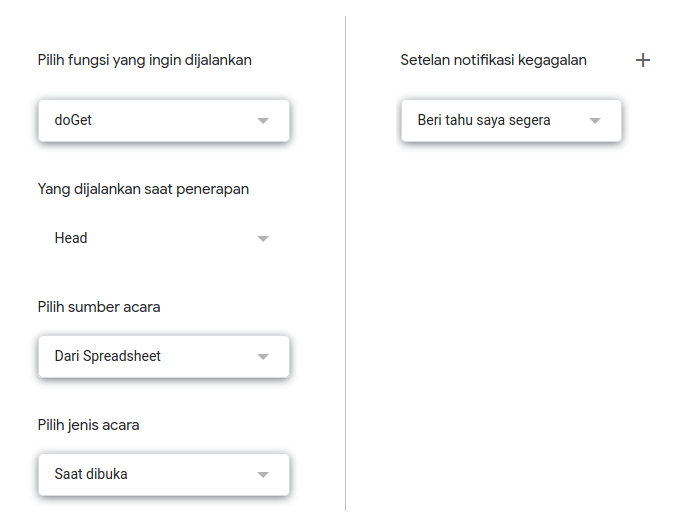 Pilih fungsi yang ingin dijalankan
doGet
Yang dijalankan saat penerapan
Head
Pilih sumber acara
Dari Spreadsheet
Pilih jenis acara
Saat dibuka
Setelan notifikasi kegagalan
Beri tahu saya segera